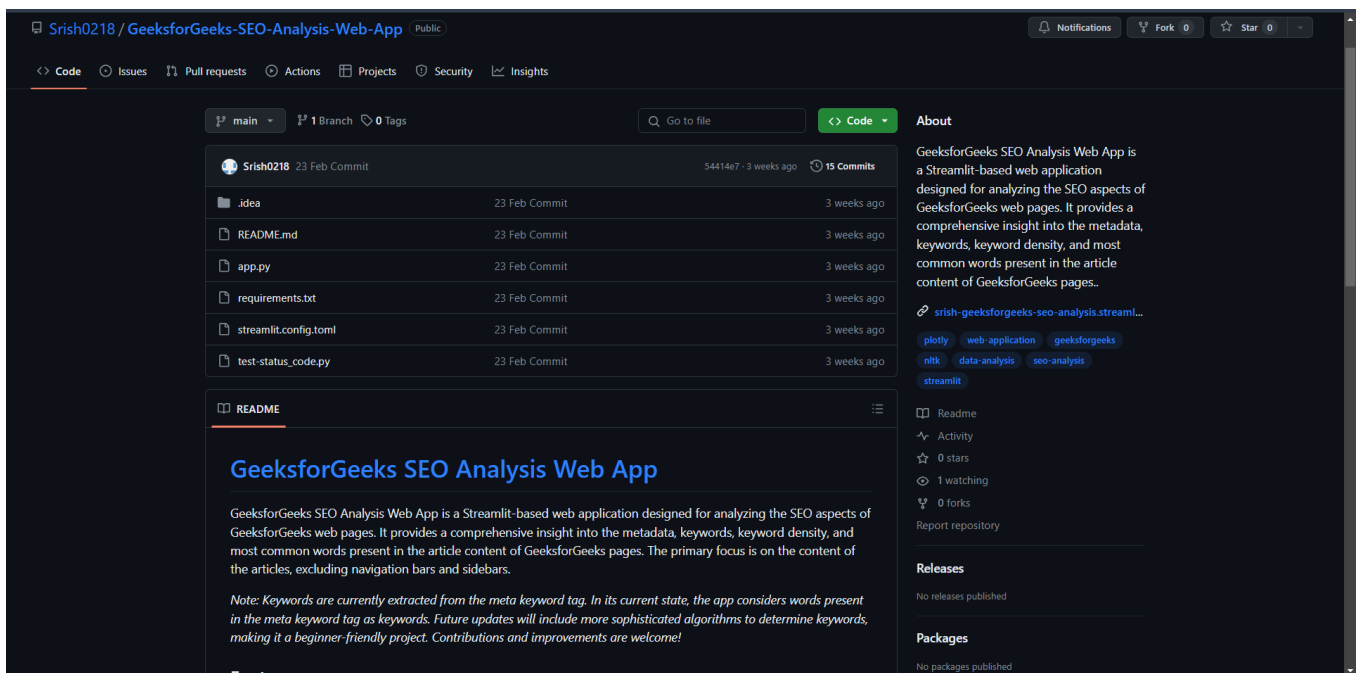 Srish0218 / GeeksforGeeks-SEO-Analysis-Web-App Public
Notifications Fork 0 Star 0
Code Issues Pull requests Actions Projects Security Insights
main 1 Branch 0 Tags Go to file Code
Srish0218 23 Feb Commit 54414e7 · 3 weeks ago 15 Commits
.idea 23 Feb Commit 3 weeks ago
README.md 23 Feb Commit 3 weeks ago
app.py 23 Feb Commit 3 weeks ago
requirements.txt 23 Feb Commit 3 weeks ago
streamlit.config.toml 23 Feb Commit 3 weeks ago
test-status_code.py 23 Feb Commit 3 weeks ago
README
GeeksforGeeks SEO Analysis Web App
GeeksforGeeks SEO Analysis Web App is a Streamlit-based web application designed for analyzing the SEO aspects of
GeeksforGeeks web pages. It provides a comprehensive insight into the metadata, keywords, keyword density, and
most common words present in the article content of GeeksforGeeks pages. The primary focus is on the content of
the articles, excluding navigation bars and sidebars.
Note: Keywords are currently extracted from the meta keyword tag. In its current state, the app considers words present
in the meta keyword tag as keywords. Future updates will include more sophisticated algorithms to determine keywords,
making it a beginner-friendly project. Contributions and improvements are welcome!
About
GeeksforGeeks SEO Analysis Web App is
a Streamlit-based web application
designed for analyzing the SEO aspects of
GeeksforGeeks web pages. It provides a
comprehensive insight into the metadata,
keywords, keyword density, and most
common words present in the article
content of GeeksforGeeks pages..
srish-geeksforgeeks-seo-analysis.streaml...
plotly web-application geeksforgeeks
nltk data-analysis seo-analysis
streamlit
Readme
Activity
0 stars
1 watching
0 forks
Report repository
Releases
No releases published
Packages
No packages published